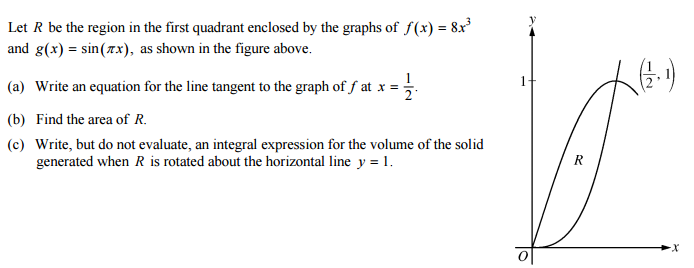 Let R be the region in the first quadrant enclosed by the graphs of f(x) = 8x³
and g(x) = sin(πx), as shown in the figure above.
(a) Write an equation for the line tangent to the graph of f at x = 1/2.
(b) Find the area of R.
(c) Write, but do not evaluate, an integral expression for the volume of the solid
generated when R is rotated about the horizontal line y = 1.
y
1
(1/2, 1)
R
O
x